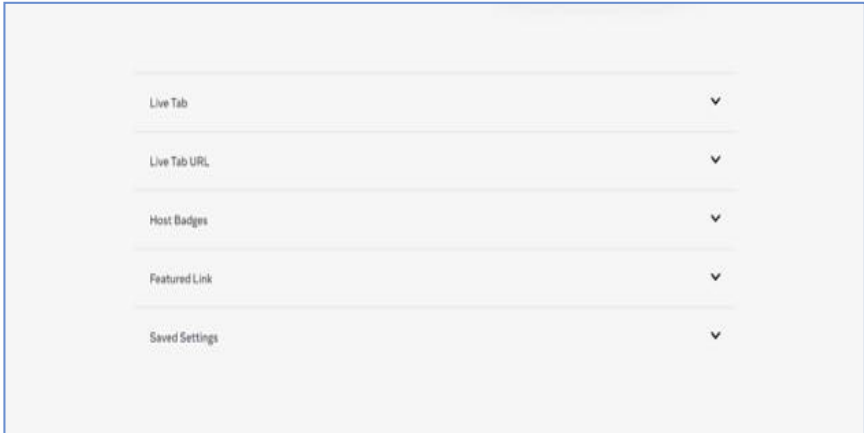 Live Tab
Live Tab URL
Host Badges
Featured Link
Saved Settings